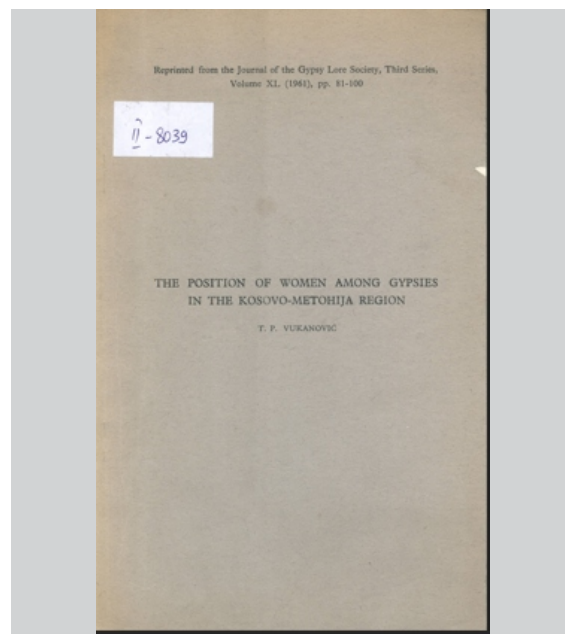 Reprinted from the Journal of the Gypsy Lore Society, Third Series,
Volume XL (1961), pp. 81-100
II - 8039
THE POSITION OF WOMEN AMONG GYPSIES
IN THE KOSOVO-METOHIJA REGION
T. P. VUKANOVIĆ